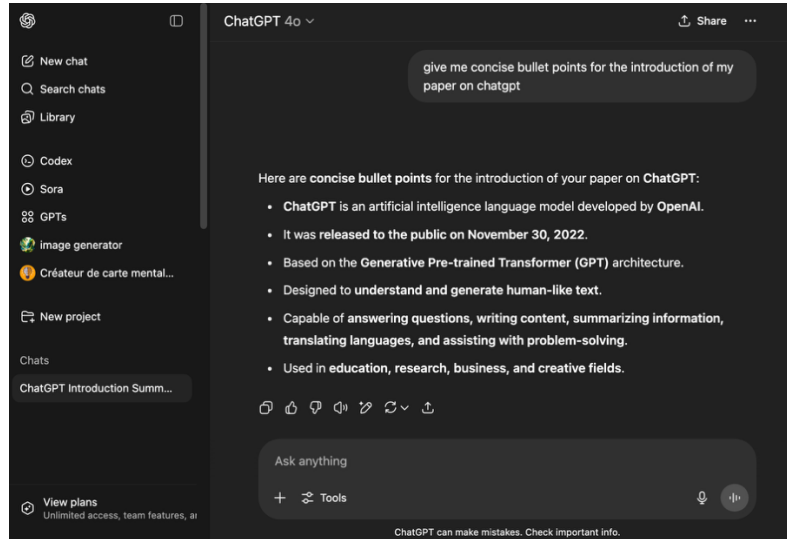 ChatGPT 4o
Share
New chat
Search chats
Library
Codex
Sora
GPTs
image generator
Créateur de carte mental...
New project
Chats
ChatGPT Introduction Summ...
View plans
Unlimited access, team features, ar
give me concise bullet points for the introduction of my
paper on chatgpt
Here are concise bullet points for the introduction of your paper on ChatGPT:
• ChatGPT is an artificial intelligence language model developed by OpenAI.
• It was released to the public on November 30, 2022.
• Based on the Generative Pre-trained Transformer (GPT) architecture.
• Designed to understand and generate human-like text.
• Capable of answering questions, writing content, summarizing information,
translating languages, and assisting with problem-solving.
• Used in education, research, business, and creative fields.
Ask anything
Tools
ChatGPT can make mistakes. Check important info.